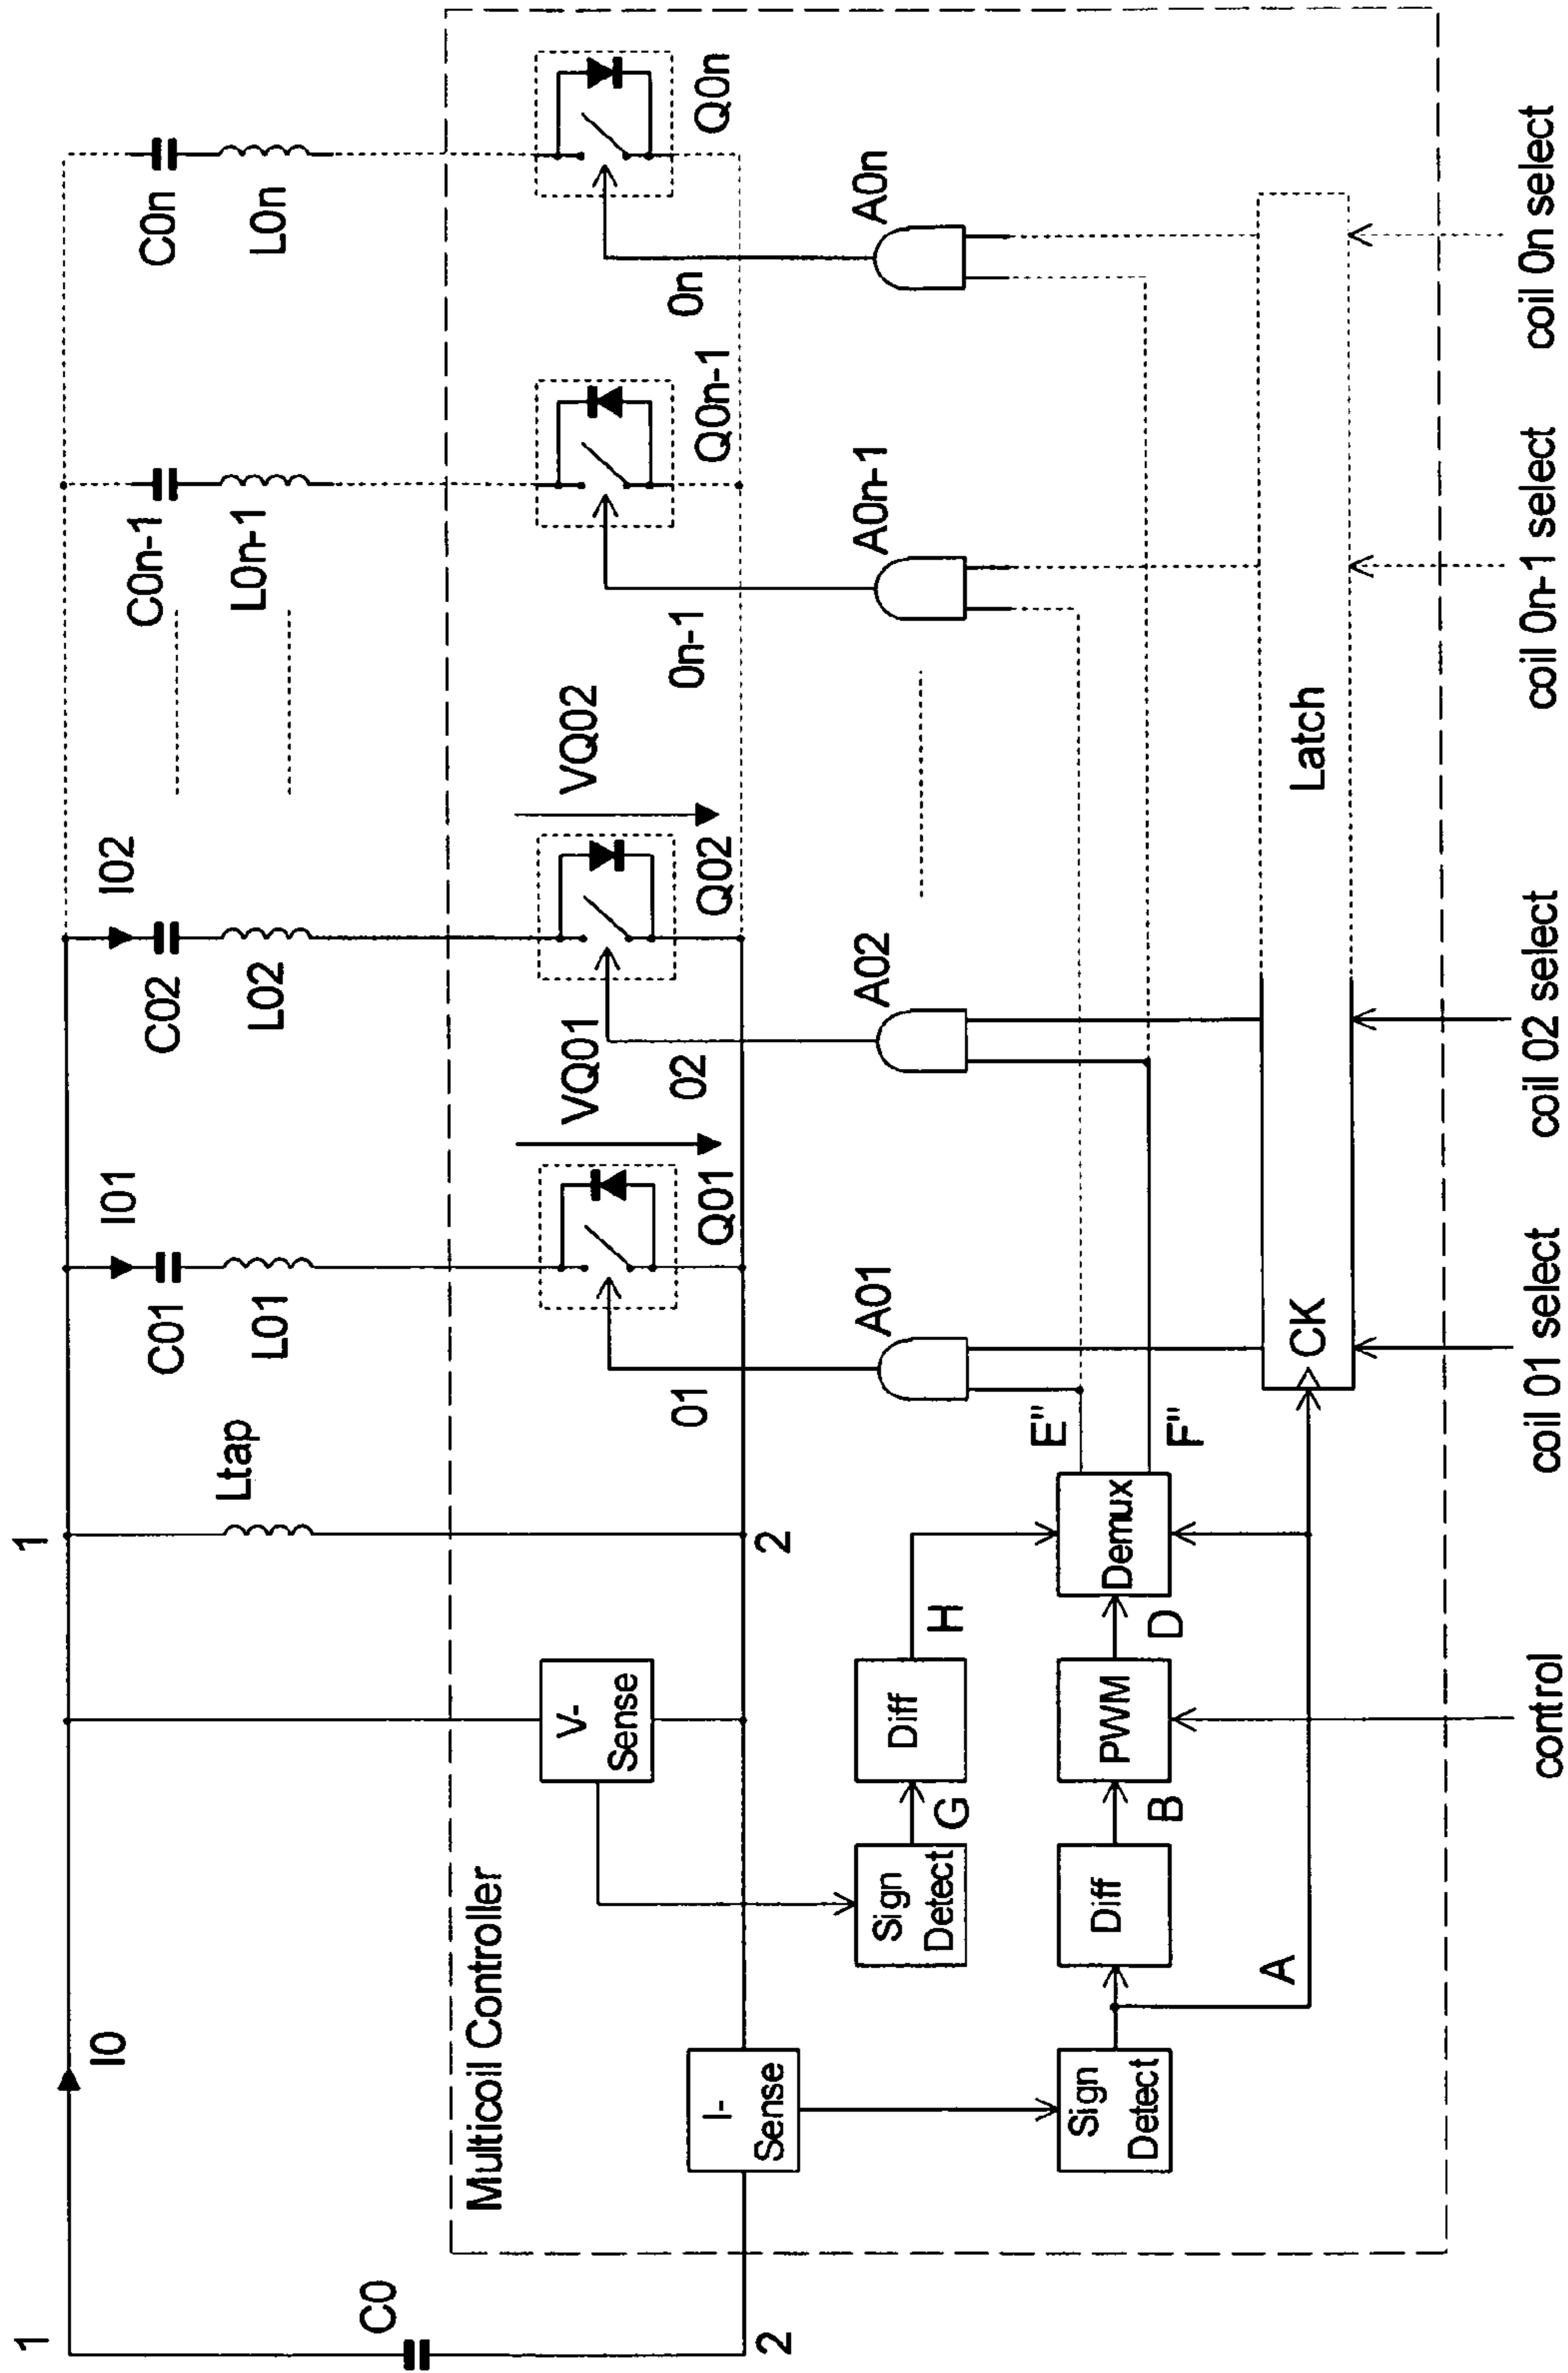 1
1
I0
I01
I02
C0
C01
C02
C0n-1
C0n
Ltap
L01
L02
L0n-1
L0n
Multicoil Controller
V-
Sense
VQ01
VQ02
Q01
Q02
Q0n-1
Q0n
I-
Sense
2
2
01
02
0n-1
0n
Sign
Detect
G
Diff
H
A01
A02
A0n-1
A0n
Sign
Detect
Diff
B
PWM
D
Demux
E"
F"
A
CK
Latch
control
coil 01 select
coil 02 select
coil 0n-1 select
coil 0n select